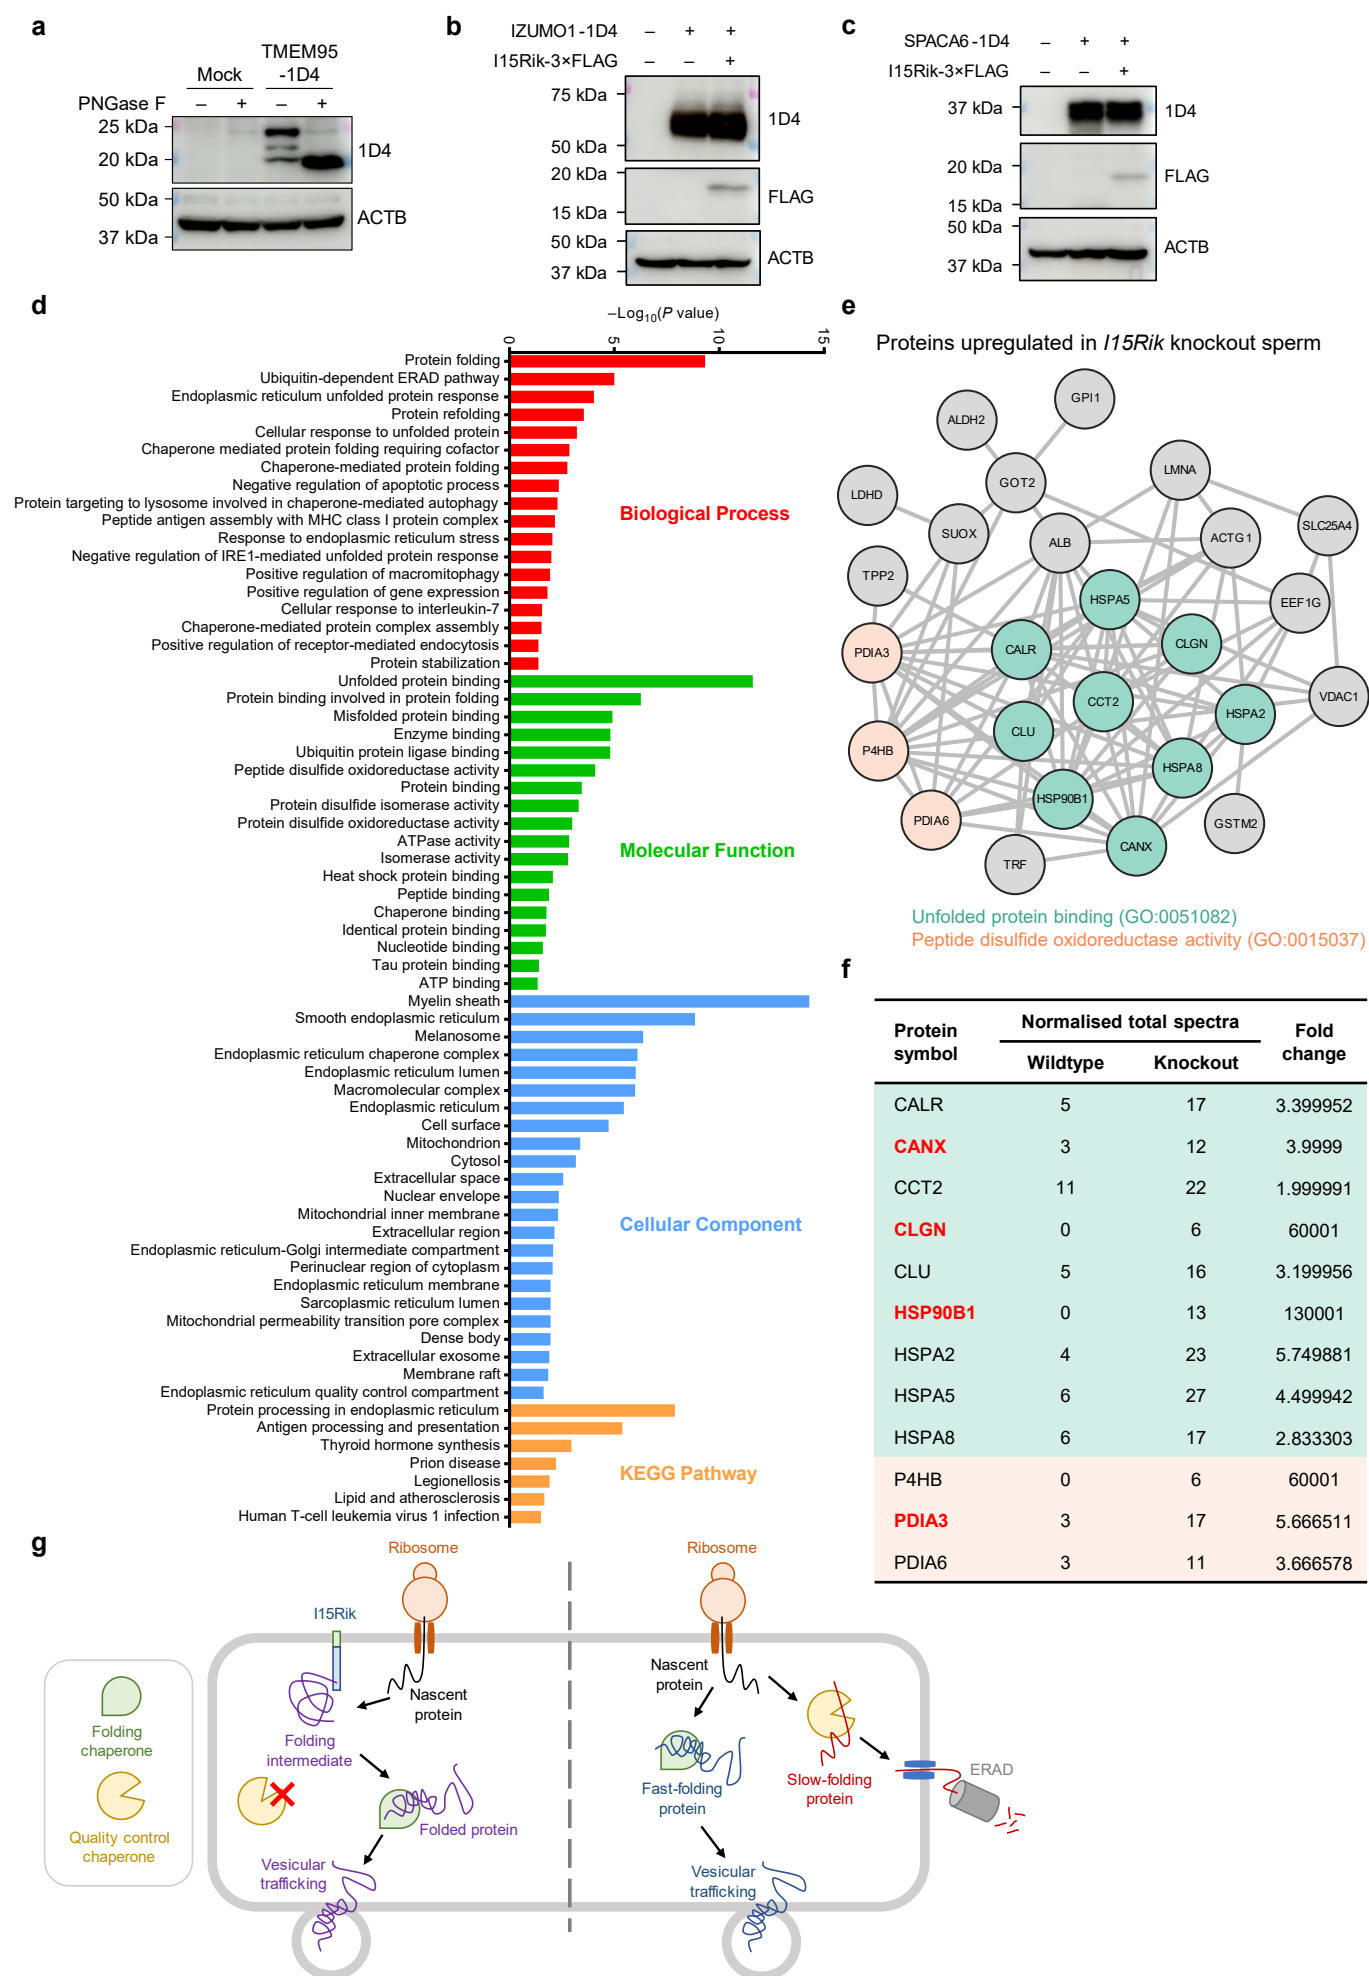 a
TMEM95
-1D4
Mock
PNGase F – + – +
25 kDa
20 kDa
1D4
50 kDa
37 kDa
ACTB
b
IZUMO1-1D4 – + +
I15Rik-3×FLAG – – +
75 kDa
50 kDa
1D4
20 kDa
15 kDa
FLAG
50 kDa
37 kDa
ACTB
c
SPACA6-1D4 – + +
I15Rik-3×FLAG – – +
37 kDa
1D4
20 kDa
15 kDa
FLAG
50 kDa
37 kDa
ACTB
d
–Log10(P value)
0 5 10 15
Protein folding
Ubiquitin-dependent ERAD pathway
Endoplasmic reticulum unfolded protein response
Protein refolding
Cellular response to unfolded protein
Chaperone mediated protein folding requiring cofactor
Chaperone-mediated protein folding
Negative regulation of apoptotic process
Protein targeting to lysosome involved in chaperone-mediated autophagy
Peptide antigen assembly with MHC class I protein complex
Response to endoplasmic reticulum stress
Negative regulation of IRE1-mediated unfolded protein response
Positive regulation of macromitophagy
Positive regulation of gene expression
Cellular response to interleukin-7
Chaperone-mediated protein complex assembly
Positive regulation of receptor-mediated endocytosis
Protein stabilization
Biological Process
Unfolded protein binding
Protein binding involved in protein folding
Misfolded protein binding
Enzyme binding
Ubiquitin protein ligase binding
Peptide disulfide oxidoreductase activity
Protein binding
Protein disulfide isomerase activity
Protein disulfide oxidoreductase activity
ATPase activity
Isomerase activity
Heat shock protein binding
Peptide binding
Chaperone binding
Identical protein binding
Nucleotide binding
Tau protein binding
ATP binding
Molecular Function
Myelin sheath
Smooth endoplasmic reticulum
Melanosome
Endoplasmic reticulum chaperone complex
Endoplasmic reticulum lumen
Macromolecular complex
Endoplasmic reticulum
Cell surface
Mitochondrion
Cytosol
Extracellular space
Nuclear envelope
Mitochondrial inner membrane
Extracellular region
Endoplasmic reticulum-Golgi intermediate compartment
Perinuclear region of cytoplasm
Endoplasmic reticulum membrane
Sarcoplasmic reticulum lumen
Mitochondrial permeability transition pore complex
Dense body
Extracellular exosome
Membrane raft
Endoplasmic reticulum quality control compartment
Cellular Component
Protein processing in endoplasmic reticulum
Antigen processing and presentation
Thyroid hormone synthesis
Prion disease
Legionellosis
Lipid and atherosclerosis
Human T-cell leukemia virus 1 infection
KEGG Pathway
e
Proteins upregulated in I15Rik knockout sperm
GPI1
ALDH2
LMNA
GOT2
LDHD
SLC25A4
SUOX
ALB
ACTG1
TPP2
HSPA5
EEF1G
CLGN
CALR
PDIA3
VDAC1
CCT2
HSPA2
CLU
P4HB
HSPA8
HSP90B1
PDIA6
GSTM2
CANX
TRF
Unfolded protein binding (GO:0051082)
Peptide disulfide oxidoreductase activity (GO:0015037)
f
Protein symbol
Normalised total spectra
Fold change
Wildtype Knockout
CALR 5 17 3.399952
CANX 3 12 3.9999
CCT2 11 22 1.999991
CLGN 0 6 60001
CLU 5 16 3.199956
HSP90B1 0 13 130001
HSPA2 4 23 5.749881
HSPA5 6 27 4.499942
HSPA8 6 17 2.833303
P4HB 0 6 60001
PDIA3 3 17 5.666511
PDIA6 3 11 3.666578
g
Folding
chaperone
Quality control
chaperone
Ribosome
I15Rik
Nascent
protein
Folding
intermediate
Folded protein
Vesicular
trafficking
Ribosome
Nascent
protein
Fast-folding
protein
Slow-folding
protein
ERAD
Vesicular
trafficking